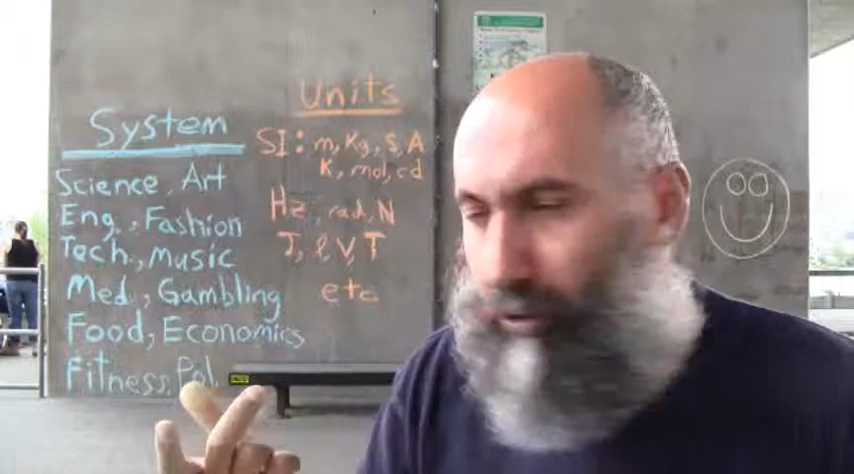 System
Science, Art
Eng., Fashion
Tech., Music
Med., Gambling
Food, Economics
Fitness, Pol
Units
SI: m, Kg, s, A
K, mol, cd
Hz, rad, N
J, eV, T
etc